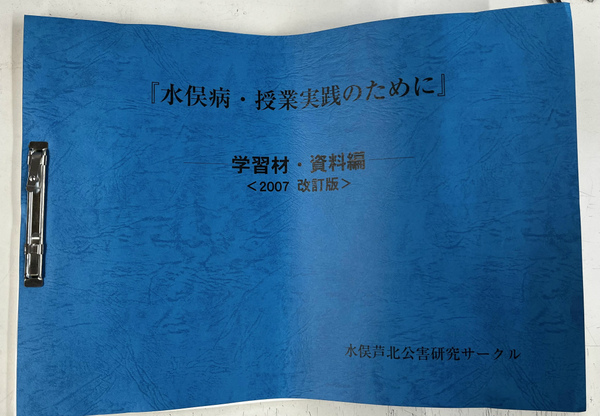 『水俣病・授業実践のために』
学習材・資料編
＜2007 改訂版＞
水俣芦北公害研究サークル